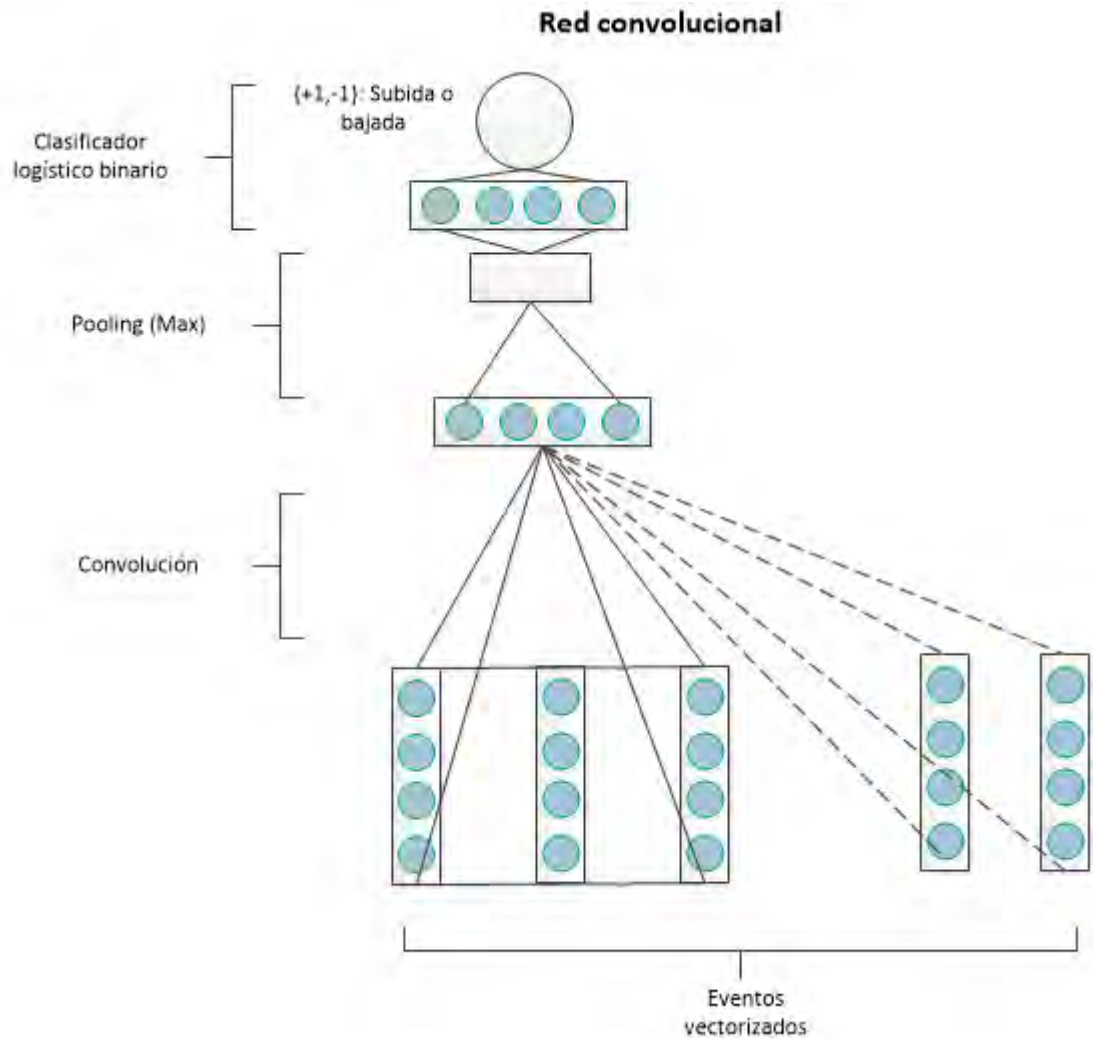 Red convolucional
{+1,-1}: Subida o
bajada
Clasificador
logístico binario
Pooling (Max)
Convolución
Eventos
vectorizados